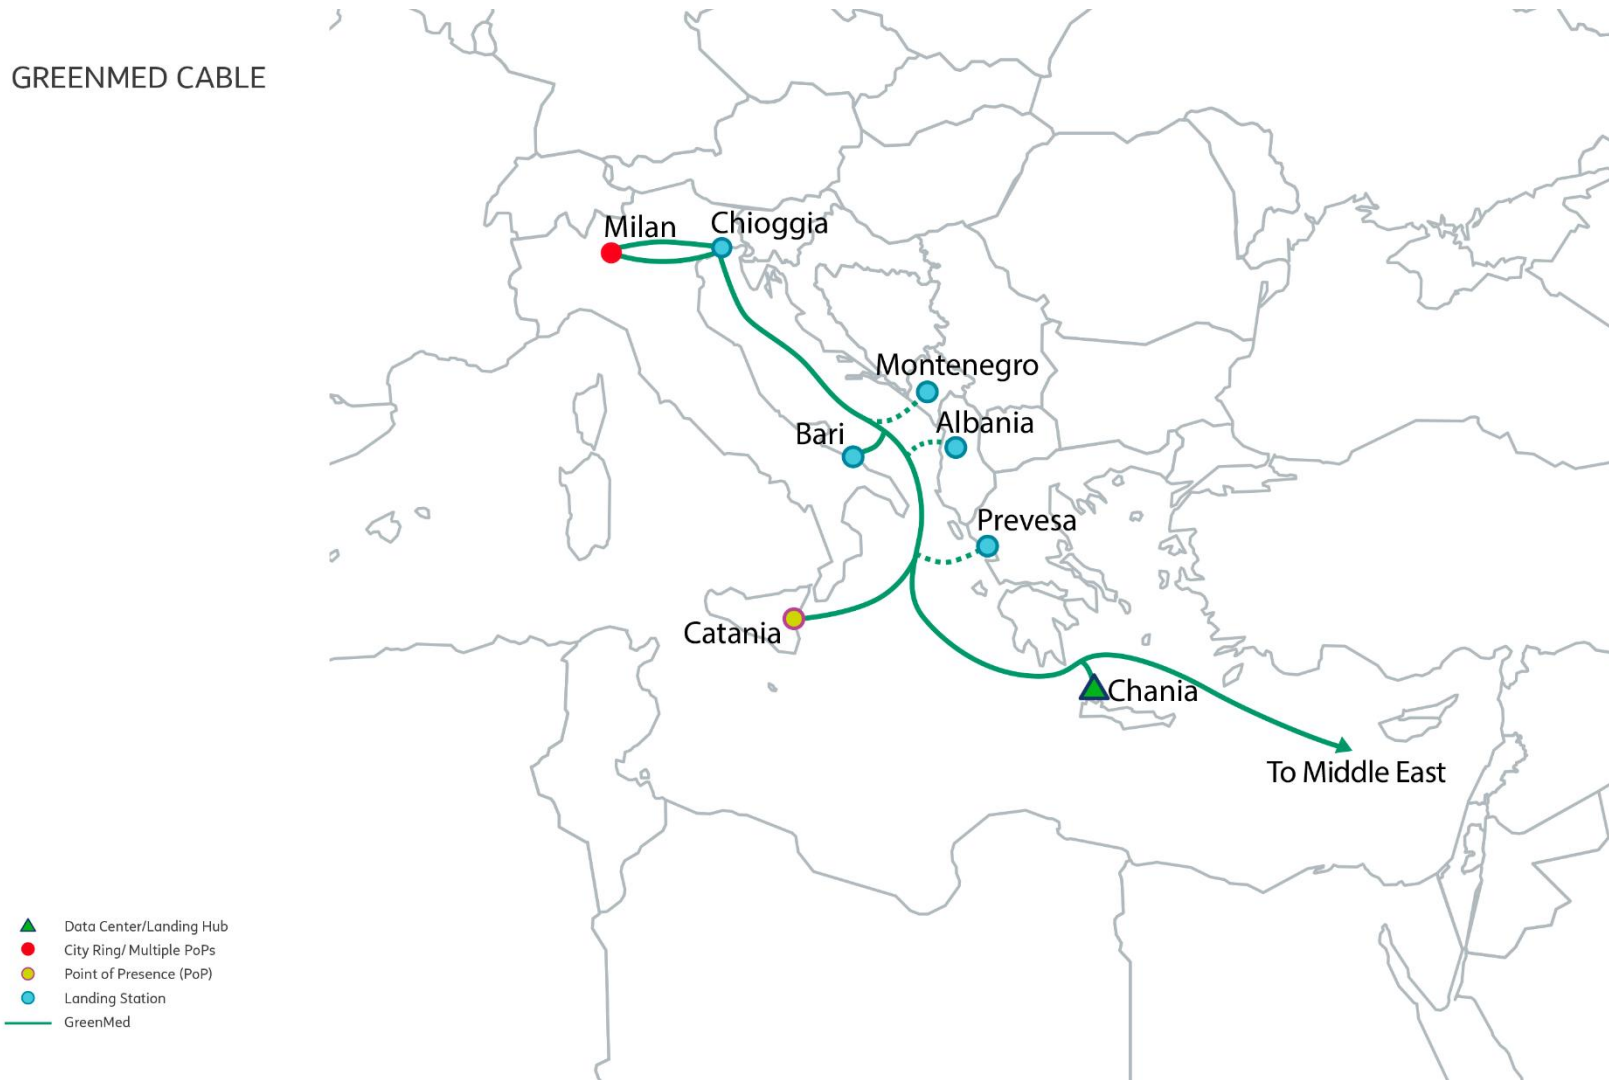 GREENMED CABLE
Milan
Chioggia
Montenegro
Albania
Bari
Prevesa
Catania
Chania
To Middle East
Data Center/Landing Hub
City Ring/ Multiple PoPs
Point of Presence (PoP)
Landing Station
GreenMed